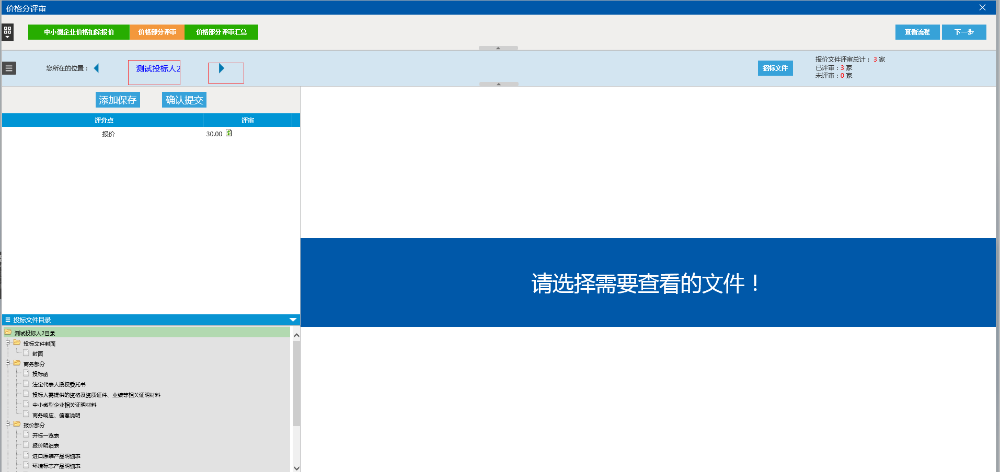 价格分评审
中小微企业价格扣除报价 价格部分评审 价格部分评审汇总 查看流程 下一步
您所在的位置： 测试投标人2 招标文件
报价文件评审总计： 3 家
已评审：3 家
未评审：0 家
添加保存 确认提交
评分点 评审
报价 30.00
请选择需要查看的文件！
投标文件目录
测试投标人2目录
投标文件封面
封面
商务部分
投标函
法定代表人授权委托书
投标人需提供的资格及资质证件、业绩等相关证明材料
中小微型企业相关证明材料
商务响应、偏离说明
报价部分
开标一览表
报价明细表
进口原装产品明细表
环境标志产品明细表